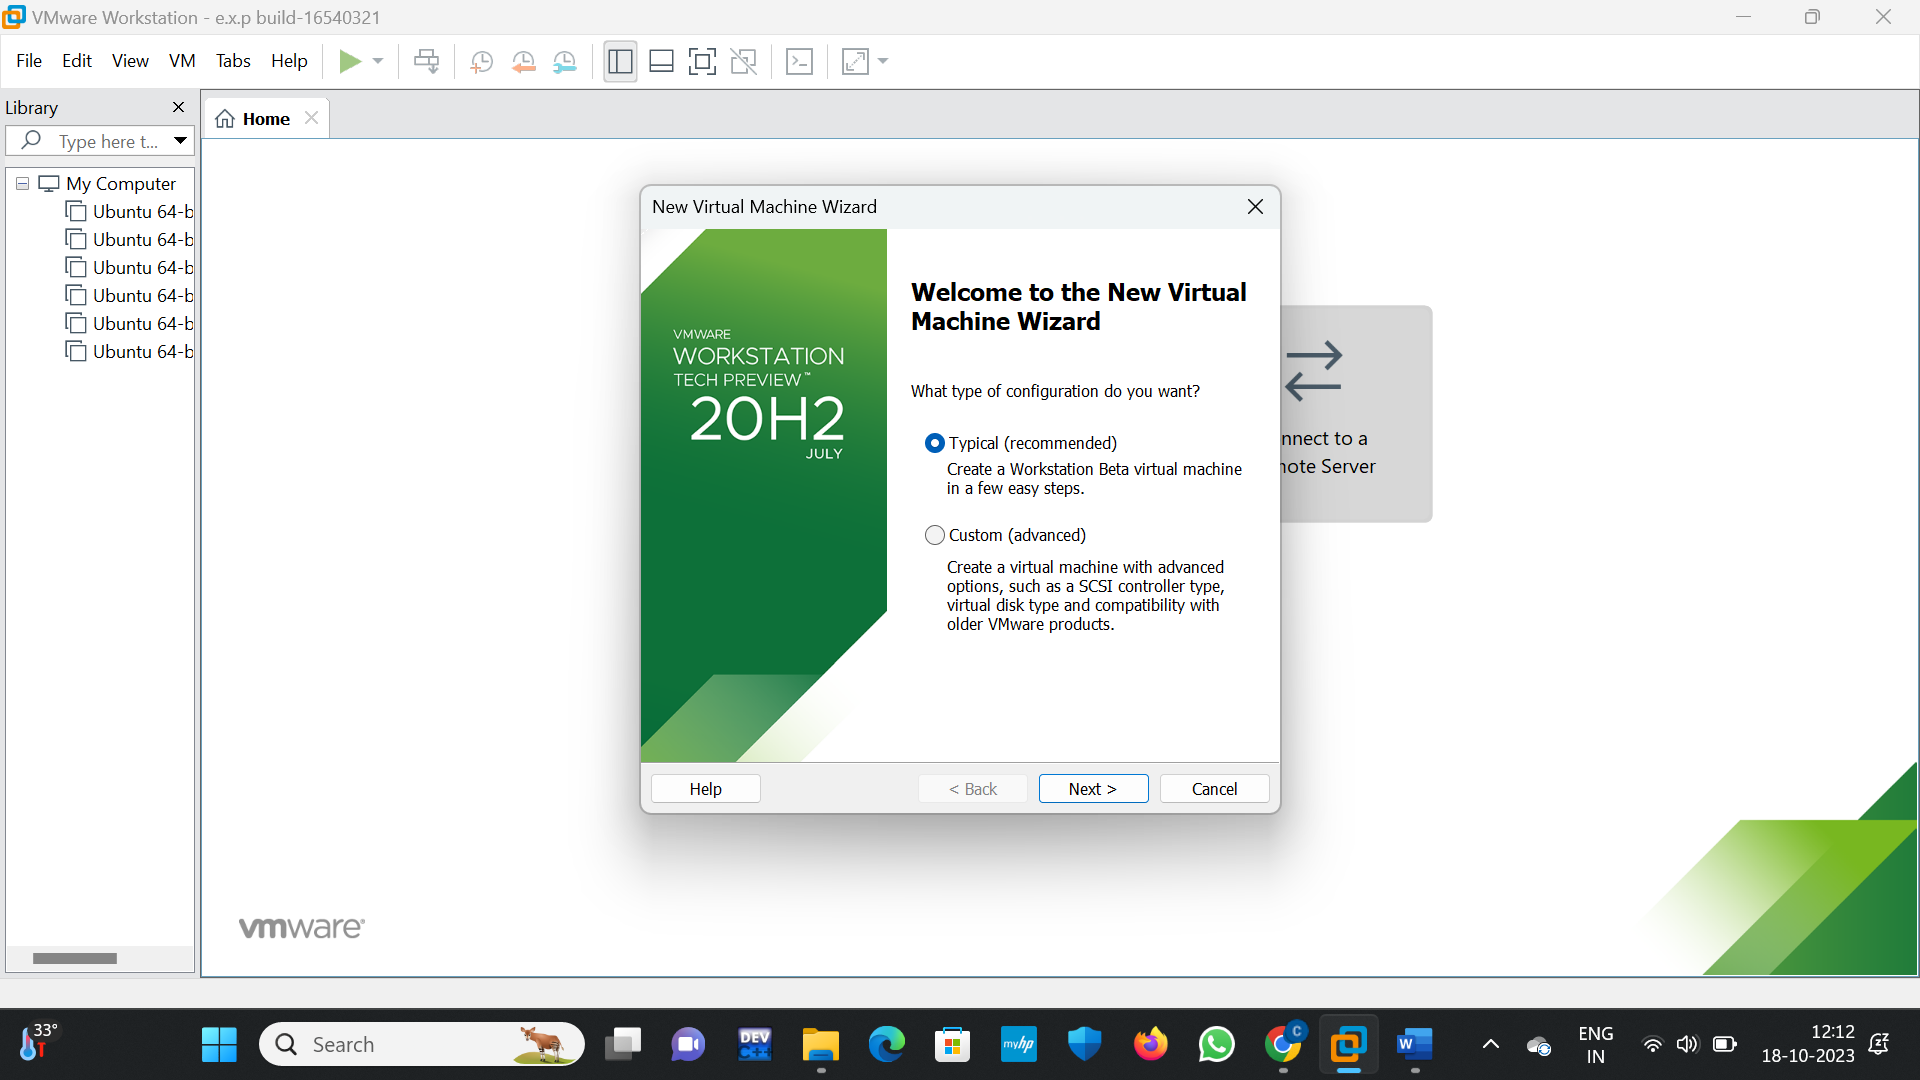 VMware Workstation - e.x.p build-16540321
File Edit View VM Tabs Help
Library
Home
Type here t...
My Computer
Ubuntu 64-b
Ubuntu 64-b
Ubuntu 64-b
Ubuntu 64-b
Ubuntu 64-b
Ubuntu 64-b
New Virtual Machine Wizard
VMWARE
WORKSTATION
TECH PREVIEW™
20H2
JULY
Welcome to the New Virtual
Machine Wizard
What type of configuration do you want?
Typical (recommended)
Create a Workstation Beta virtual machine
in a few easy steps.
Custom (advanced)
Create a virtual machine with advanced
options, such as a SCSI controller type,
virtual disk type and compatibility with
older VMware products.
Help < Back Next > Cancel
nnect to a
note Server
vmware®
33°
Search
DEV
C++
myhp
C
W
ENG
IN
12:12
18-10-2023